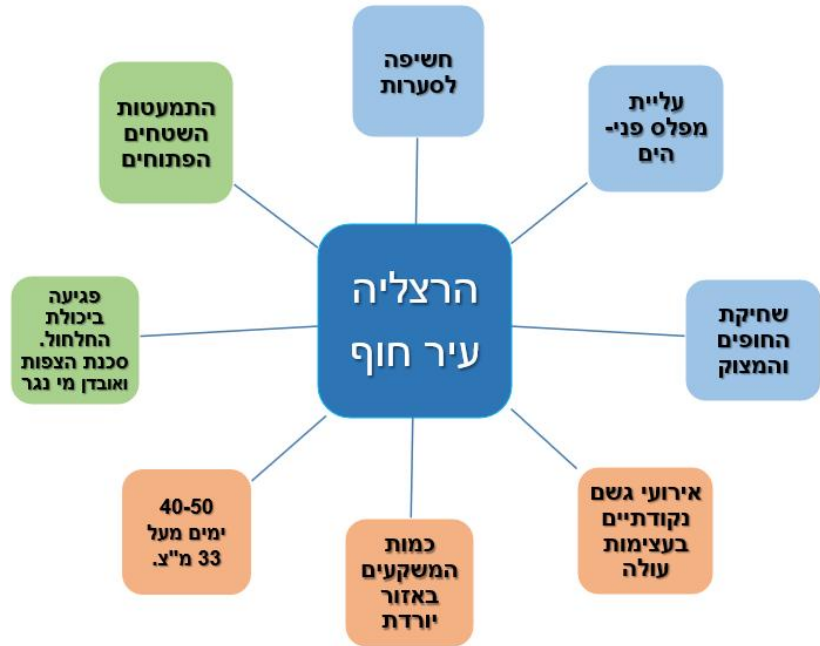 הרצליה
עיר חוף
חשיפה
לסערות
עליית
מפלס פני-
הים
שחיקת
החופים
והמצוק
אירועי גשם
נקודתיים
בעצימות
עולה
כמות
המשקעים
באזור
יורדת
40-50
ימים מעל
33 מ"צ.
פגיעה
ביכולת
החלחול.
סכנת הצפות
ואובדן מי נגר
התמעטות
השטחים
הפתוחים